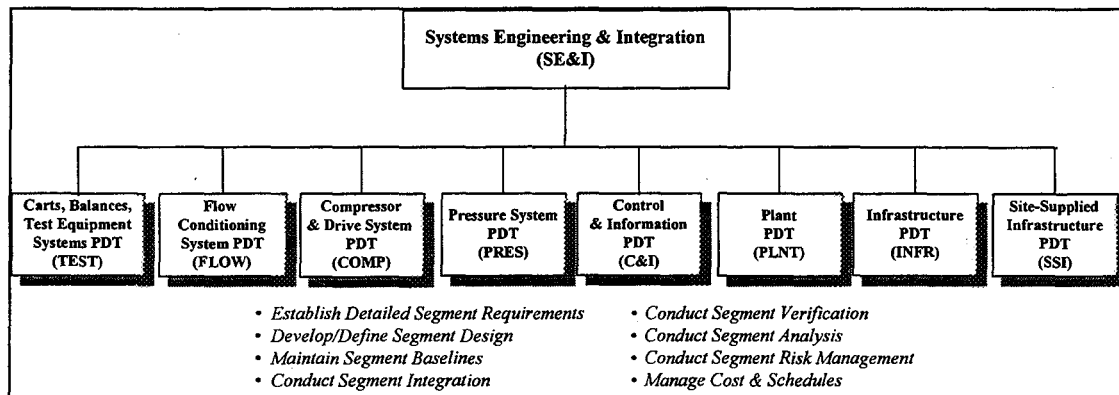 Systems Engineering & Integration
(SE&I)
Carts, Balances,
Test Equipment
Systems PDT
(TEST)
Flow
Conditioning
System PDT
(FLOW)
Compressor
& Drive System
PDT
(COMP)
Pressure System
PDT
(PRES)
Control
& Information
PDT
(C&I)
Plant
PDT
(PLNT)
Infrastructure
PDT
(INFR)
Site-Supplied
Infrastructure
PDT
(SSI)
• Establish Detailed Segment Requirements
• Develop/Define Segment Design
• Maintain Segment Baselines
• Conduct Segment Integration
• Conduct Segment Verification
• Conduct Segment Analysis
• Conduct Segment Risk Management
• Manage Cost & Schedules